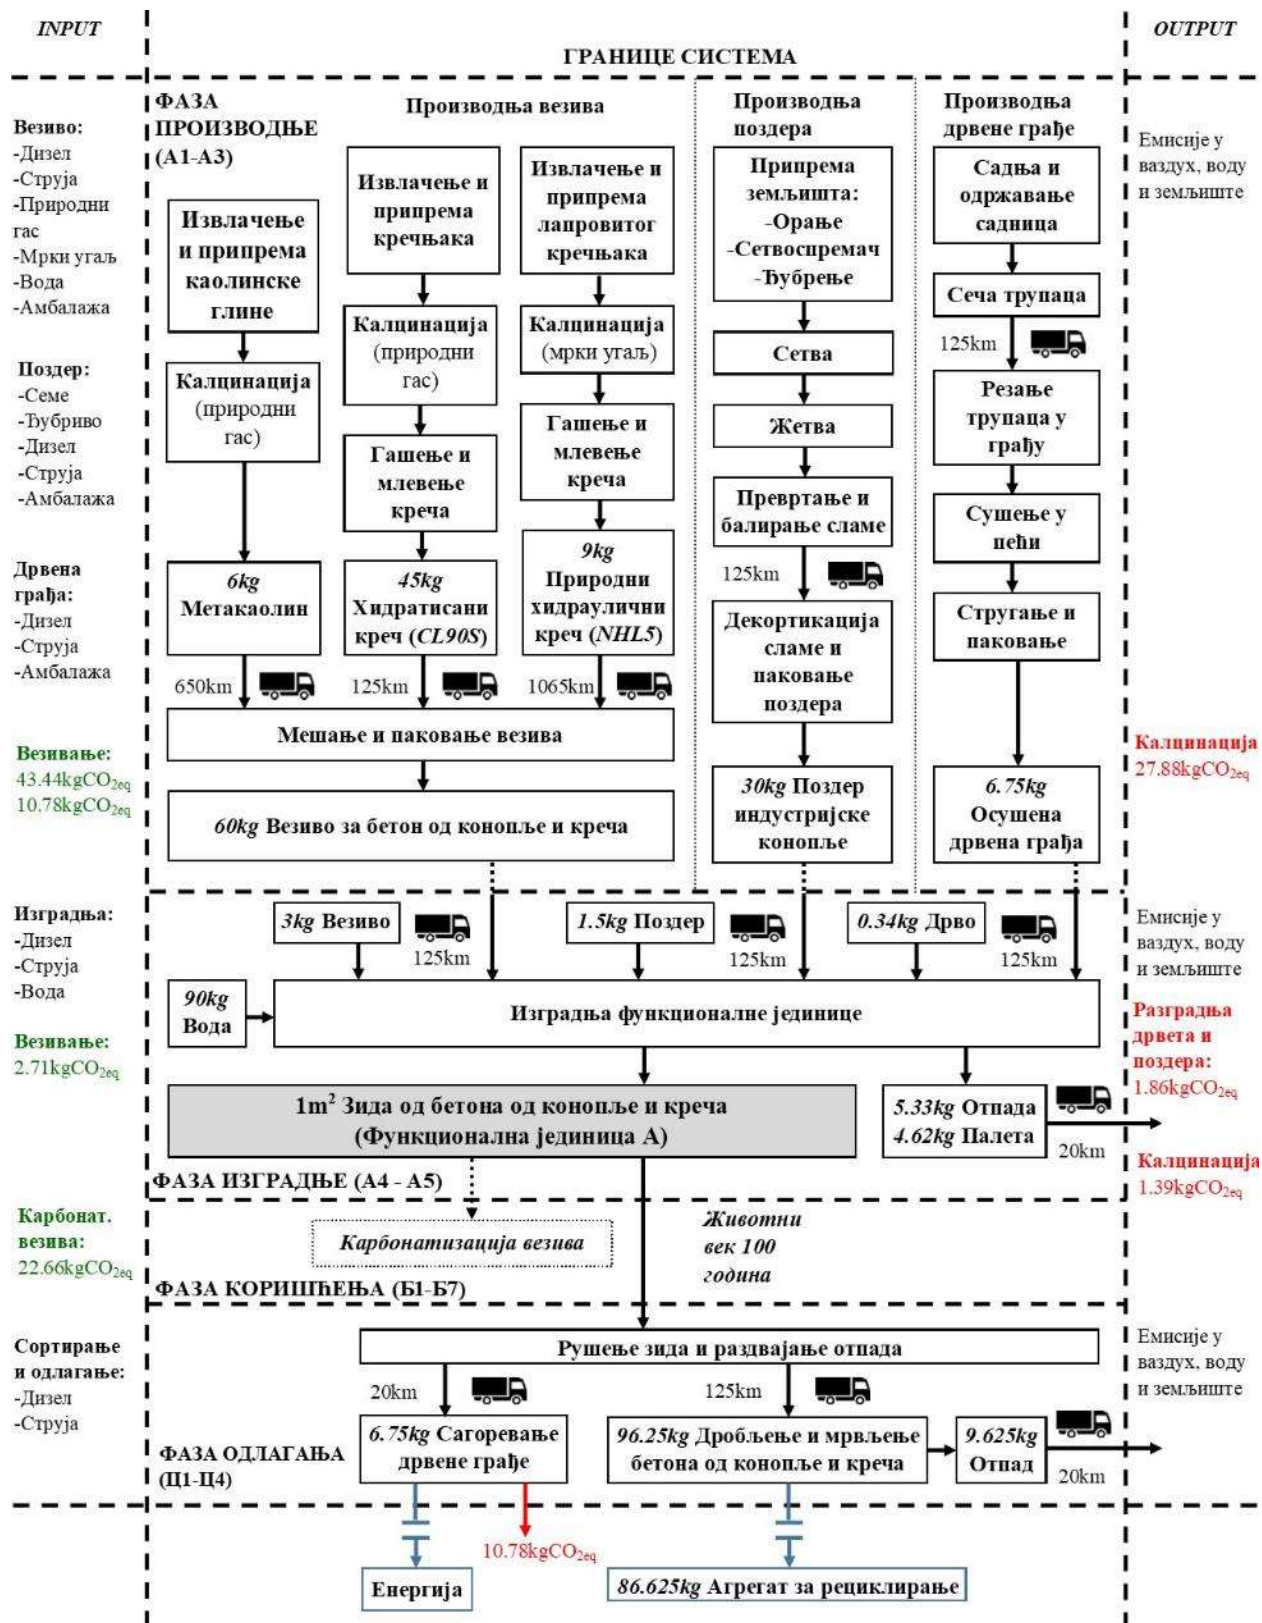 INPUT
OUTPUT
ГРАНИЦЕ СИСТЕМА
Везиво:
-Дизел
-Струја
-Природни
гас
-Мрки угаљ
-Вода
-Амбалажа
Поздер:
-Семе
-Ђубриво
-Дизел
-Струја
-Амбалажа
Дрвена
грађа:
-Дизел
-Струја
-Амбалажа
Везивање:
43.44kgCO2eq
10.78kgCO2eq
ФАЗА
ПРОИЗВОДЊЕ
(А1-А3)
Производња везива
Извлачење
и припрема
каолинске
глине
Калцинација
(природни
гас)
6kg
Метакаолин
650km
Извлачење и
припрема
кречњака
Калцинација
(природни
гас)
Гашење и
млевење
креча
45kg
Хидратисани
креч (CL90S)
125km
Извлачење и
припрема
лапровитог
кречњака
Калцинација
(мрки угаљ)
Гашење и
млевење
креча
9kg
Природни
хидраулични
креч (NHL5)
1065km
Мешање и паковање везива
60kg Везиво за бетон од конопље и креча
Производња
поздера
Припрема
земљишта:
-Орање
-Сетвоспремач
-Ђубрење
Сетва
Жетва
Превртање и
балирање сламе
125km
Декортикација
сламе и
паковање
поздера
30kg Поздер
индустријске
конопље
Производња
дрвене грађе
Садња и
одржавање
садница
Сеча трупаца
125km
Резање
трупаца у
грађу
Сушење у
пећи
Стругање и
паковање
6.75kg
Осушена
дрвена грађа
Емисије у
ваздух, воду
и земљиште
Калцинација
27.88kgCO2eq
Изградња:
-Дизел
-Струја
-Вода
Везивање:
2.71kgCO2eq
3kg Везиво
125km
1.5kg Поздер
125km
0.34kg Дрво
125km
90kg
Вода
Изградња функционалне јединице
1m² Зида од бетона од конопље и креча
(Функционална јединица А)
5.33kg Отпада
4.62kg Палета
20km
ФАЗА ИЗГРАДЊЕ (А4 - А5)
Емисије у
ваздух, воду
и земљиште
Разградња
дрвета и
поздера:
1.86kgCO2eq
Калцинација
1.39kgCO2eq
Карбонат.
везива:
22.66kgCO2eq
Карбонатизација везива
Животни
век 100
година
ФАЗА КОРИШЋЕЊА (Б1-Б7)
Сортирање
и одлагање:
-Дизел
-Струја
Рушење зида и раздвајање отпада
20km
125km
6.75kg Сагоревање
дрвене грађе
96.25kg Дробљење и мрвљење
бетона од конопље и креча
9.625kg
Отпад
20km
ФАЗА ОДЛАГАЊА
(Ц1-Ц4)
Емисије у
ваздух, воду
и земљиште
10.78kgCO2eq
Енергија
86.625kg Агрегат за рециклирање